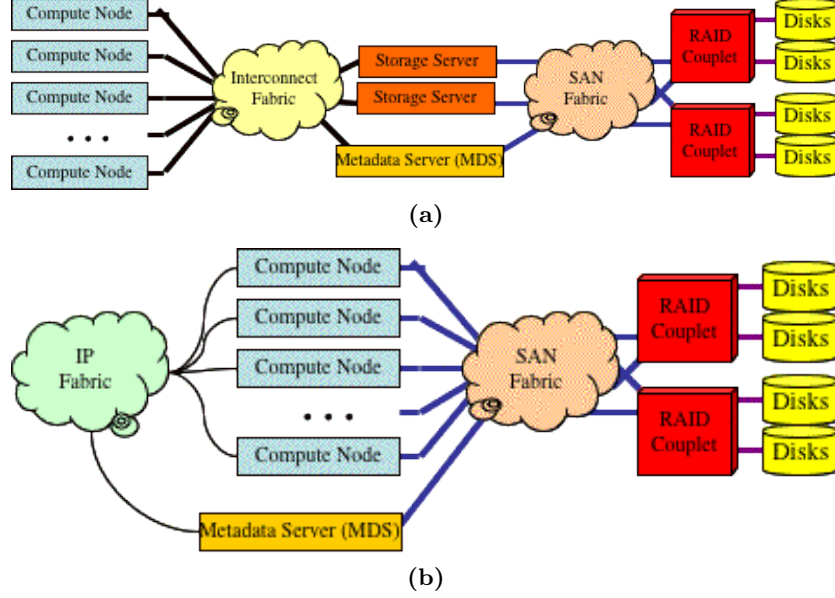 Compute Node
Compute Node
Compute Node
• • •
Compute Node
Interconnect
Fabric
Storage Server
Storage Server
Metadata Server (MDS)
SAN
Fabric
RAID
Couplet
RAID
Couplet
Disks
Disks
Disks
Disks
(a)
IP
Fabric
Compute Node
Compute Node
Compute Node
• • •
Compute Node
Metadata Server (MDS)
SAN
Fabric
RAID
Couplet
RAID
Couplet
Disks
Disks
Disks
Disks
(b)